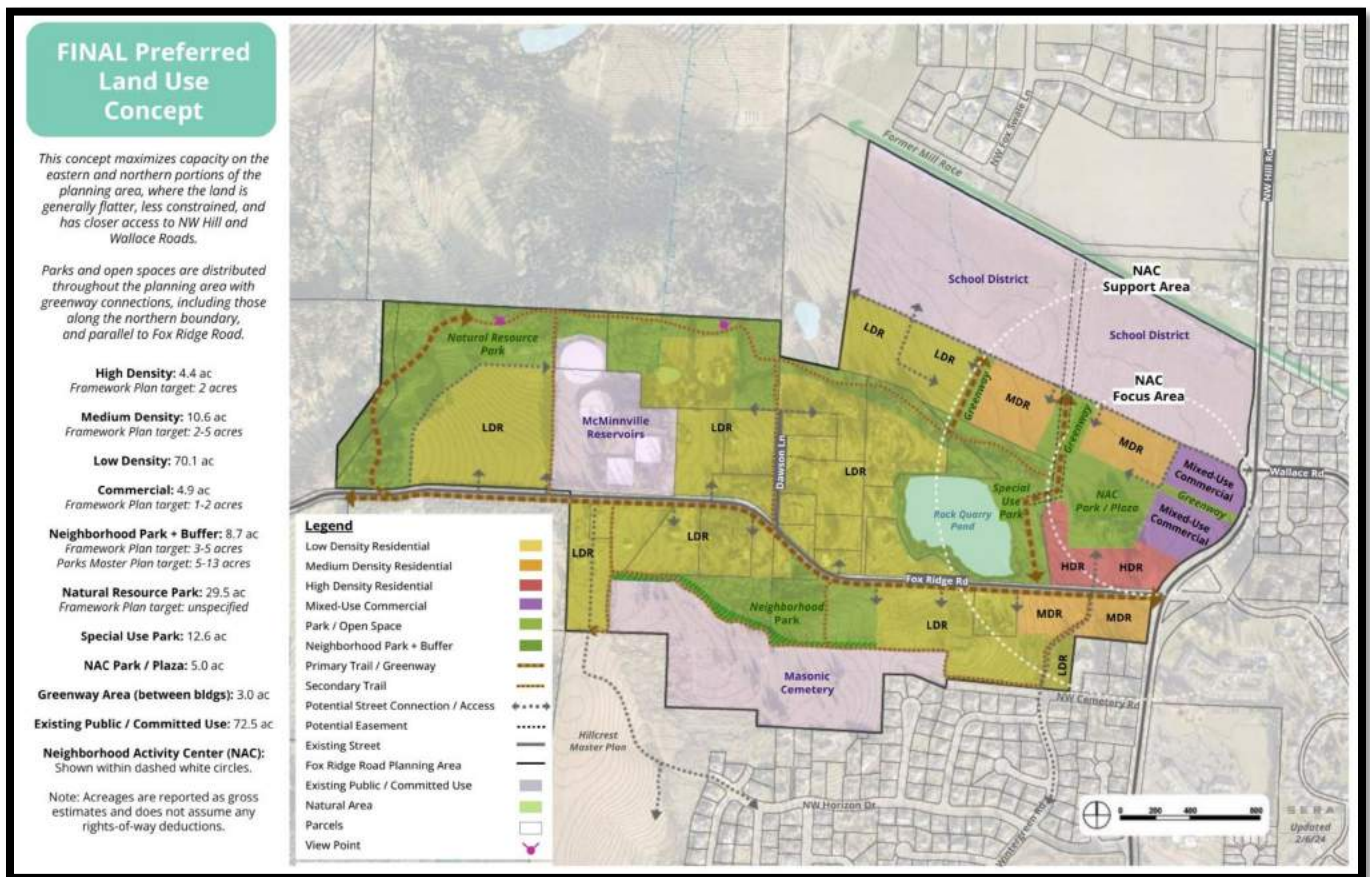 FINAL Preferred
Land Use
Concept
This concept maximizes capacity on the
eastern and northern portions of the
planning area, where the land is
generally flatter, less constrained, and
has closer access to NW Hill and
Wallace Roads.
Parks and open spaces are distributed
throughout the planning area with
greenway connections, including those
along the northern boundary,
and parallel to Fox Ridge Road.
High Density: 4.4 ac
Framework Plan target: 2 acres
Medium Density: 10.6 ac
Framework Plan target: 2-5 acres
Low Density: 70.1 ac
Commercial: 4.9 ac
Framework Plan target: 1-2 acres
Neighborhood Park + Buffer: 8.7 ac
Framework Plan target: 3-5 acres
Parks Master Plan target: 5-13 acres
Natural Resource Park: 29.5 ac
Framework Plan target: unspecified
Special Use Park: 12.6 ac
NAC Park / Plaza: 5.0 ac
Greenway Area (between bldgs): 3.0 ac
Existing Public / Committed Use: 72.5 ac
Neighborhood Activity Center (NAC):
Shown within dashed white circles.
Note: Acreages are reported as gross
estimates and does not assume any
rights-of-way deductions.
NW Fox Swale Ln
Former Mill Race
NW Hill Rd
School District
NAC
Support Area
School District
NAC
Focus Area
LDR
LDR
Natural Resource
Park
Greenway
MDR
Greenway
MDR
LDR
McMinnville
Reservoirs
LDR
Dawson Ln
LDR
Mixed-Use
Commercial
Wallace Rd
Greenway
Mixed-Use
Commercial
Special
Use
Park
NAC
Park / Plaza
Rock Quarry
Pond
HDR
HDR
LDR
LDR
Fox Ridge Rd
Neighborhood
Park
LDR
MDR
MDR
LDR
Masonic
Cemetery
NW Cemetery Rd
Hillcrest
Master Plan
NW Horizon Dr
Wintergreen Rd
Legend
Low Density Residential
Medium Density Residential
High Density Residential
Mixed-Use Commercial
Park / Open Space
Neighborhood Park + Buffer
Primary Trail / Greenway
Secondary Trail
Potential Street Connection / Access
Potential Easement
Existing Street
Fox Ridge Road Planning Area
Existing Public / Committed Use
Natural Area
Parcels
View Point
0 200 400 800
SERA
Updated
2/6/24